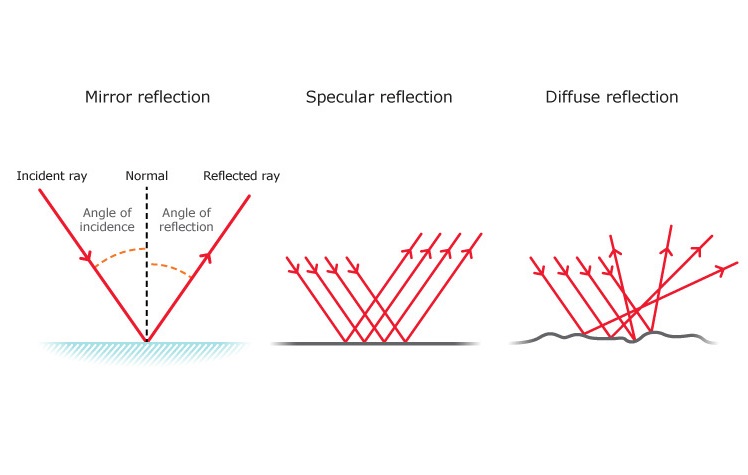 Mirror reflection
Specular reflection
Diffuse reflection
Incident ray
Normal
Reflected ray
Angle of
incidence
Angle of
reflection